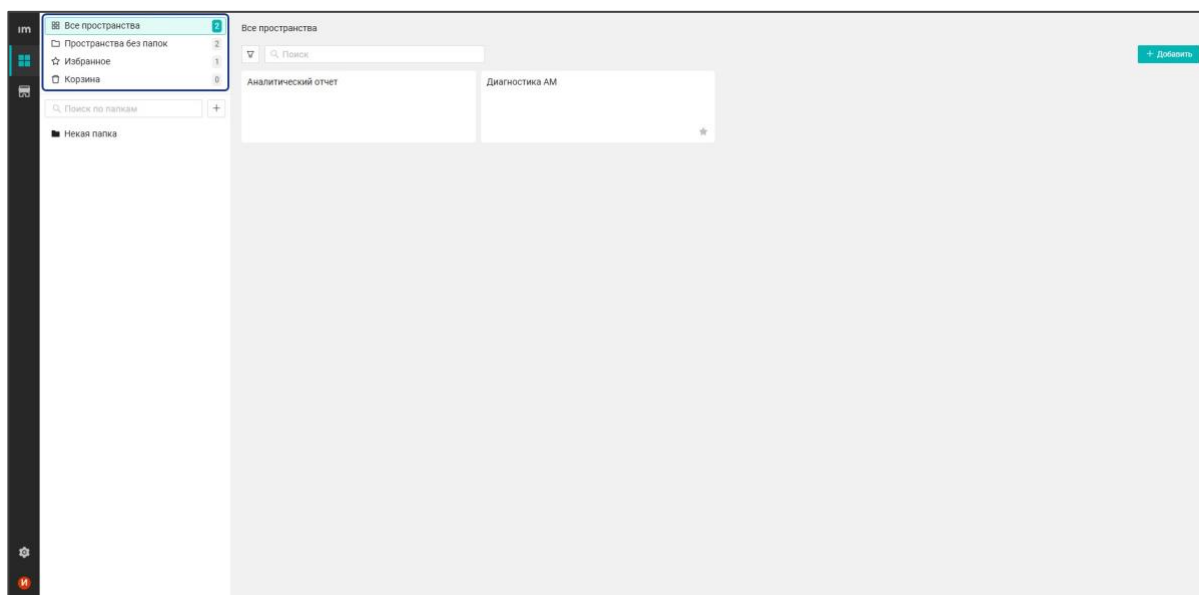 ım
Все пространства 2
Пространства без папок 2
Избранное 1
Корзина 0
Поиск по папкам
Некая папка
Все пространства
Поиск
+ Добавить
Аналитический отчет
Диагностика АМ
И